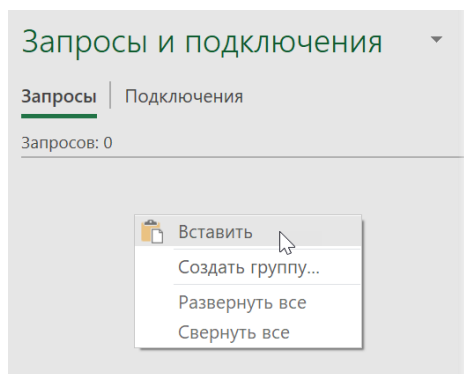 Запросы и подключения
Запросы Подключения
Запросов: 0
Вставить
Создать группу...
Развернуть все
Свернуть все